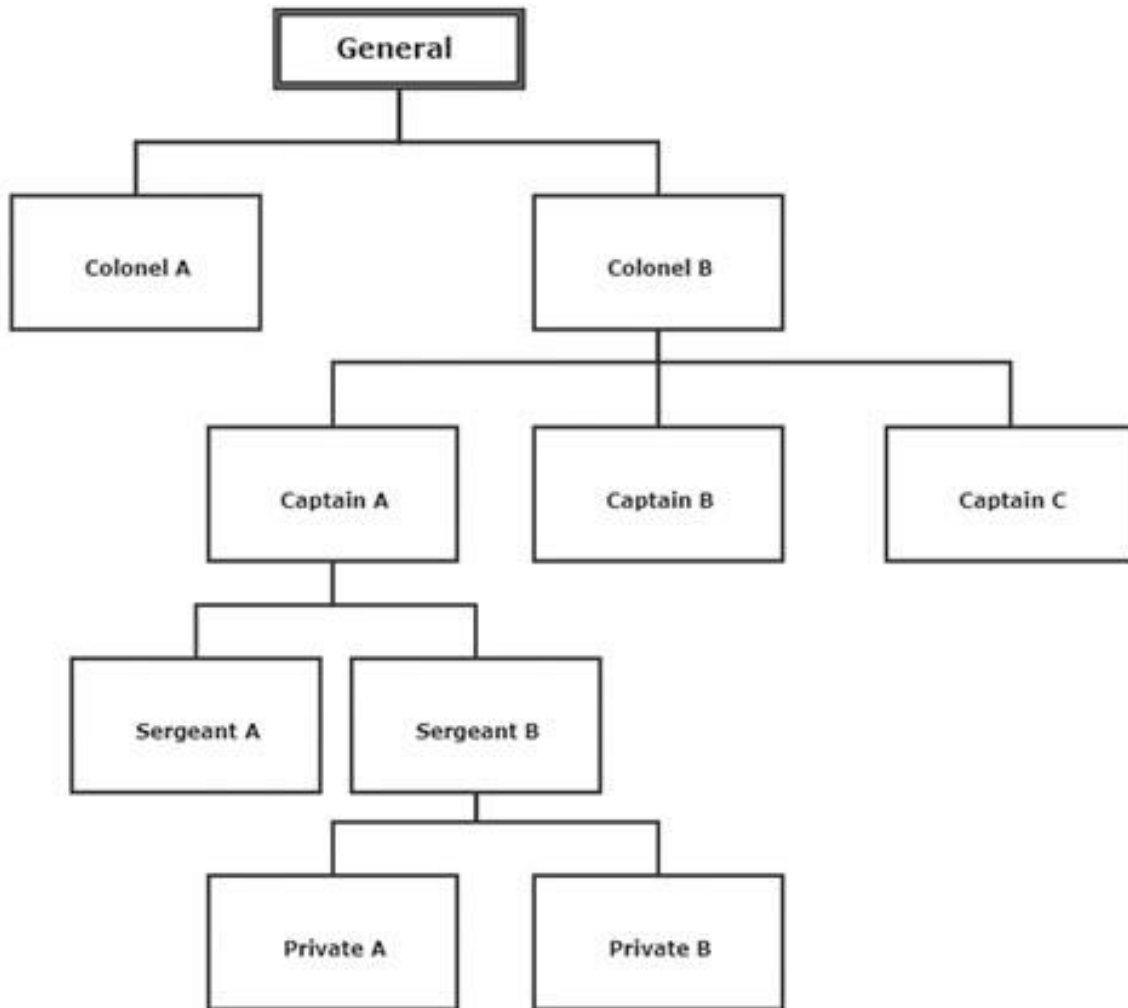 General
Colonel A
Colonel B
Captain A
Captain B
Captain C
Sergeant A
Sergeant B
Private A
Private B